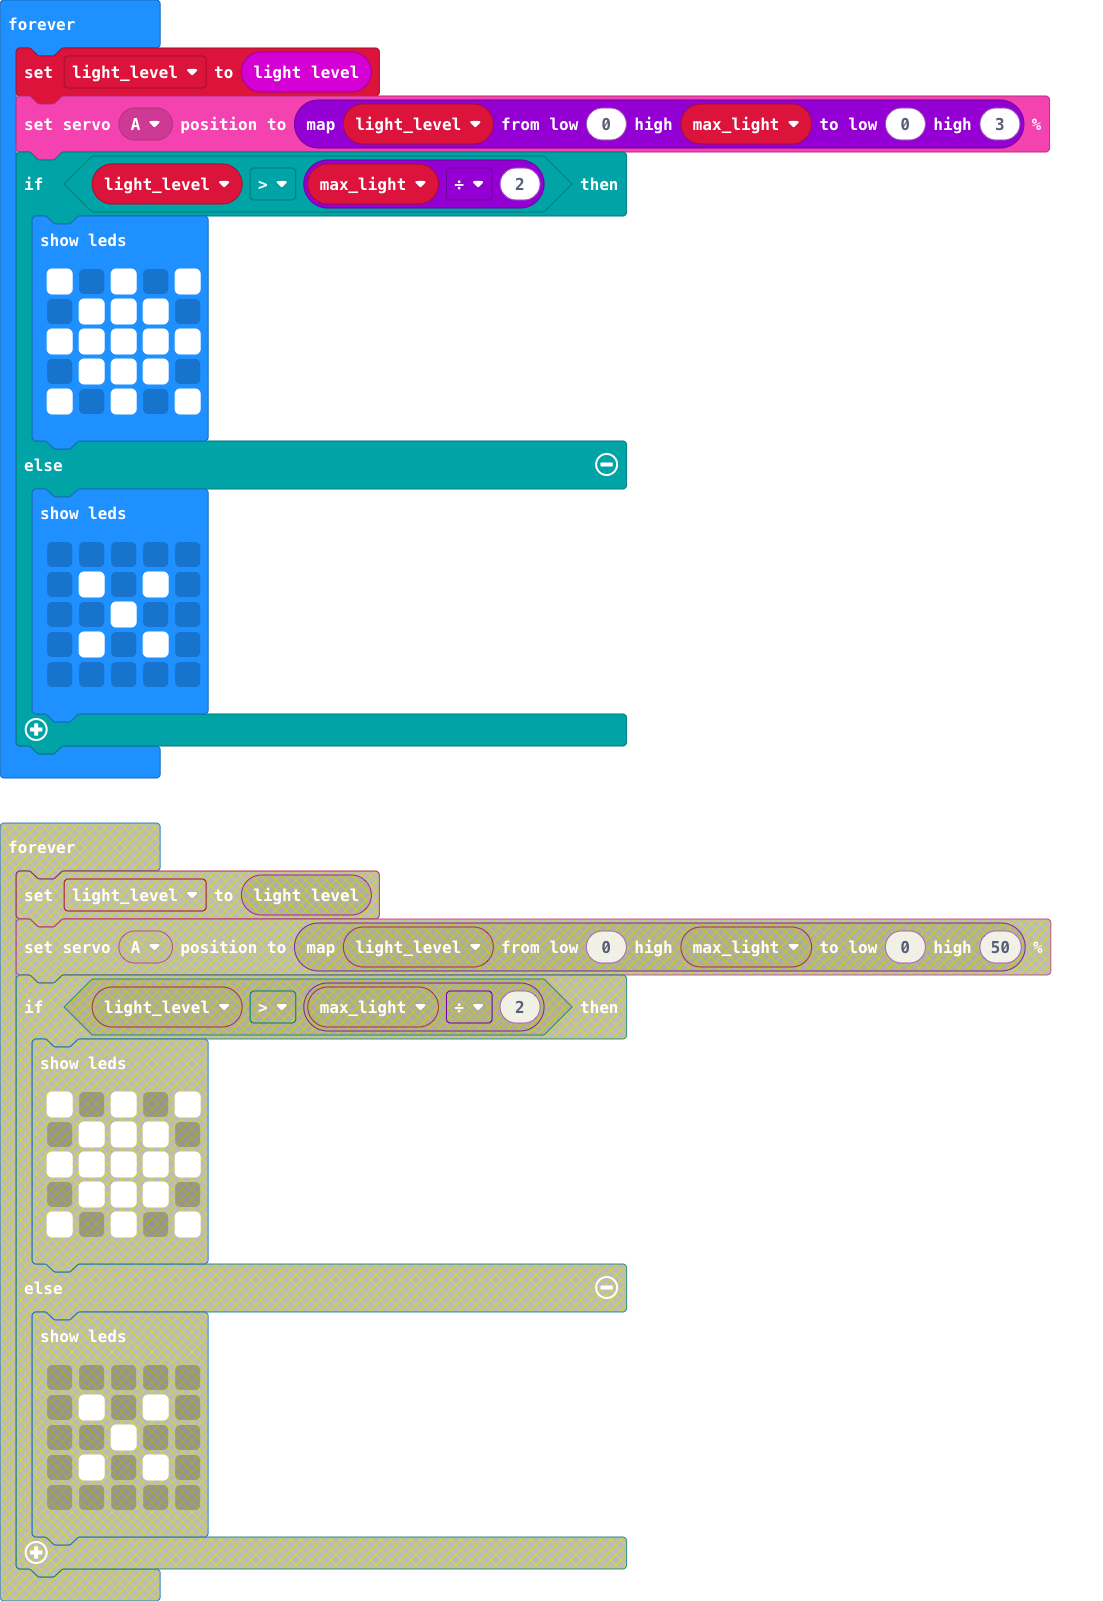 forever
set light_level to light level
set servo A position to map light_level from low 0 high max_light to low 0 high 3 %
if light_level > max_light ÷ 2 then
show leds
else
show leds
forever
set light_level to light level
set servo A position to map light_level from low 0 high max_light to low 0 high 50 %
if light_level > max_light ÷ 2 then
show leds
else
show leds